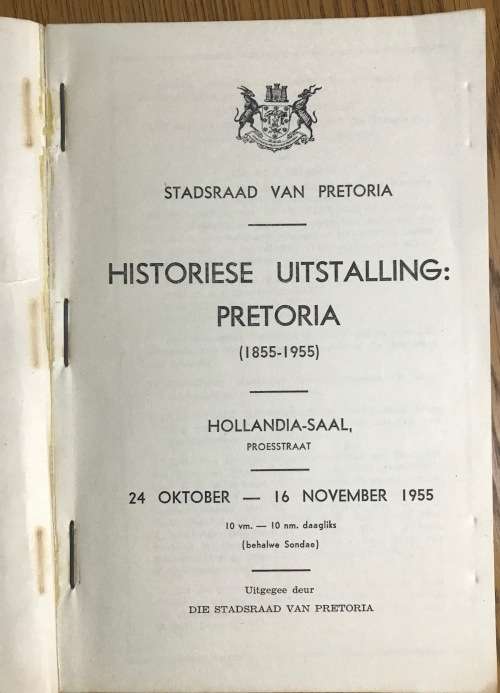 STADSRAAD VAN PRETORIA
HISTORIESE UITSTALLING:
PRETORIA
(1855-1955)
HOLLANDIA-SAAL,
PROESSTRAAT
24 OKTOBER — 16 NOVEMBER 1955
10 vm. — 10 nm. daagliks
(behalwe Sondae)
Uitgegee deur
DIE STADSRAAD VAN PRETORIA